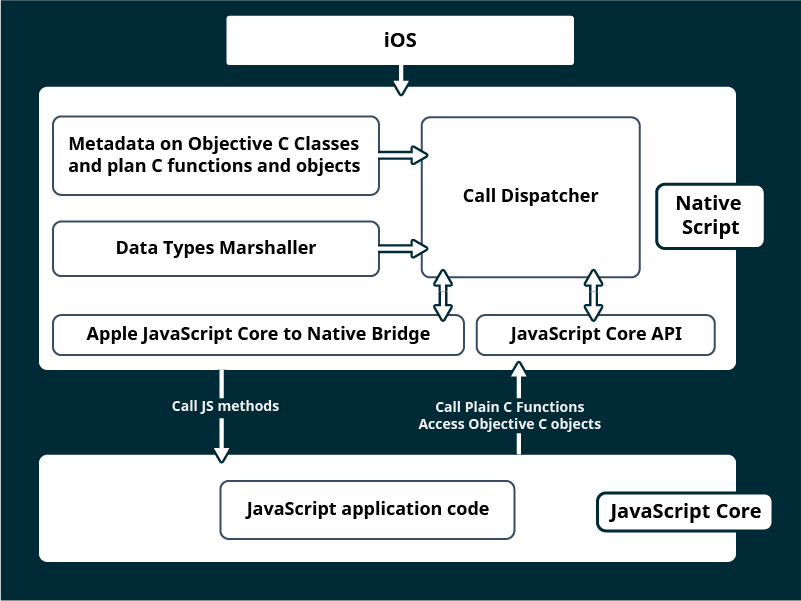 iOS
Metadata on Objective C Classes
and plan C functions and objects
Call Dispatcher
Native
Script
Data Types Marshaller
Apple JavaScript Core to Native Bridge
JavaScript Core API
Call JS methods
Call Plain C Functions
Access Objective C objects
JavaScript application code
JavaScript Core